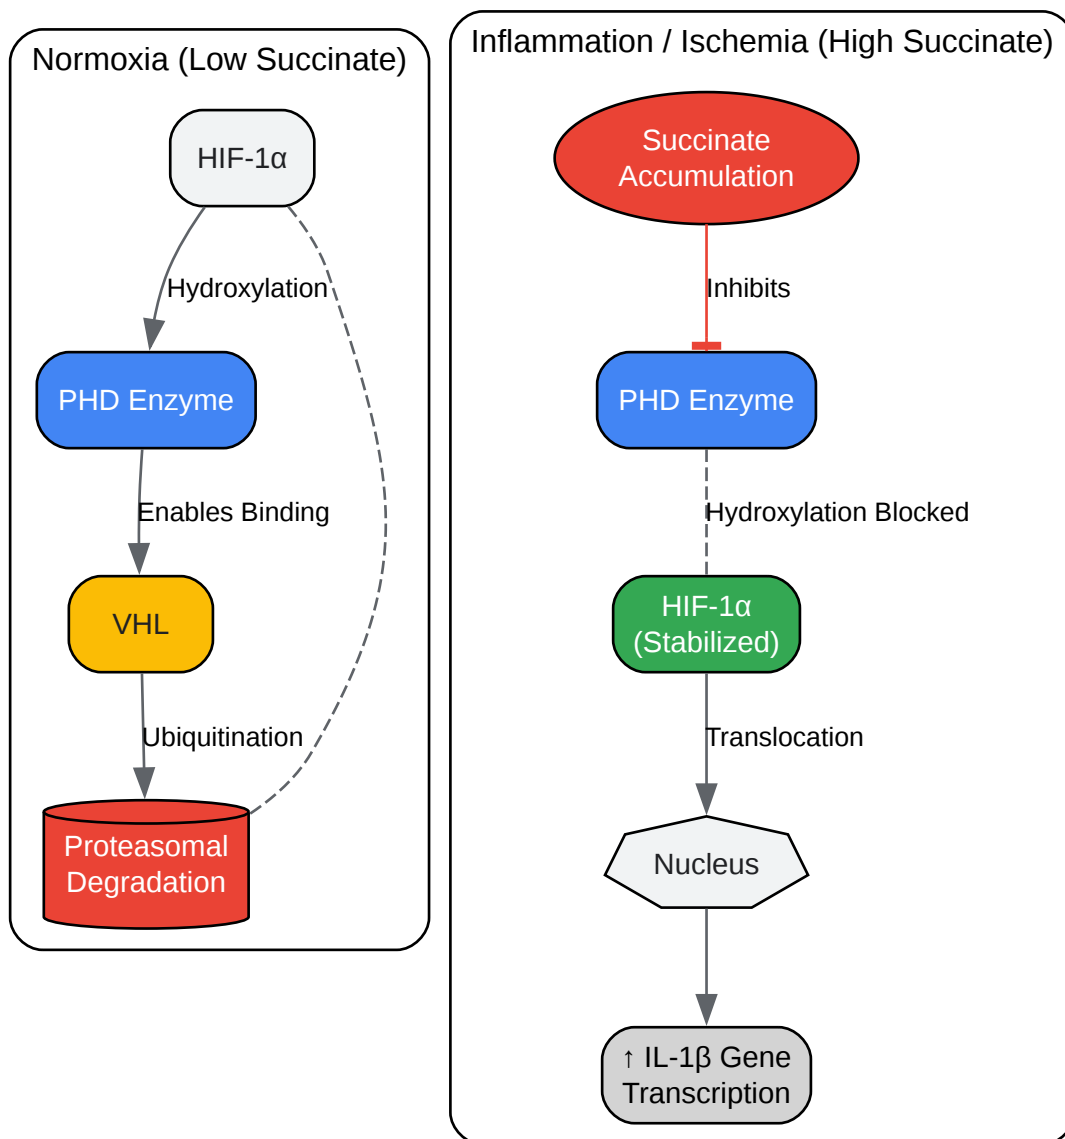 Normoxia (Low Succinate)
HIF-1α
Hydroxylation
PHD Enzyme
Enables Binding
VHL
Ubiquitination
Proteasomal
Degradation
Inflammation / Ischemia (High Succinate)
Succinate
Accumulation
Inhibits
PHD Enzyme
Hydroxylation Blocked
HIF-1α
(Stabilized)
Translocation
Nucleus
↑ IL-1β Gene
Transcription